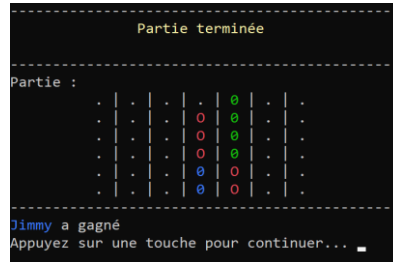 --------------------------------------------------
Partie terminée
--------------------------------------------------
Partie :
. | . | . | . | 0 | . | .
. | . | . | O | 0 | . | .
. | . | . | O | 0 | . | .
. | . | . | O | 0 | . | .
. | . | . | 0 | O | . | .
. | . | . | 0 | O | . | .
--------------------------------------------------
Jimmy a gagné
Appuyez sur une touche pour continuer... _